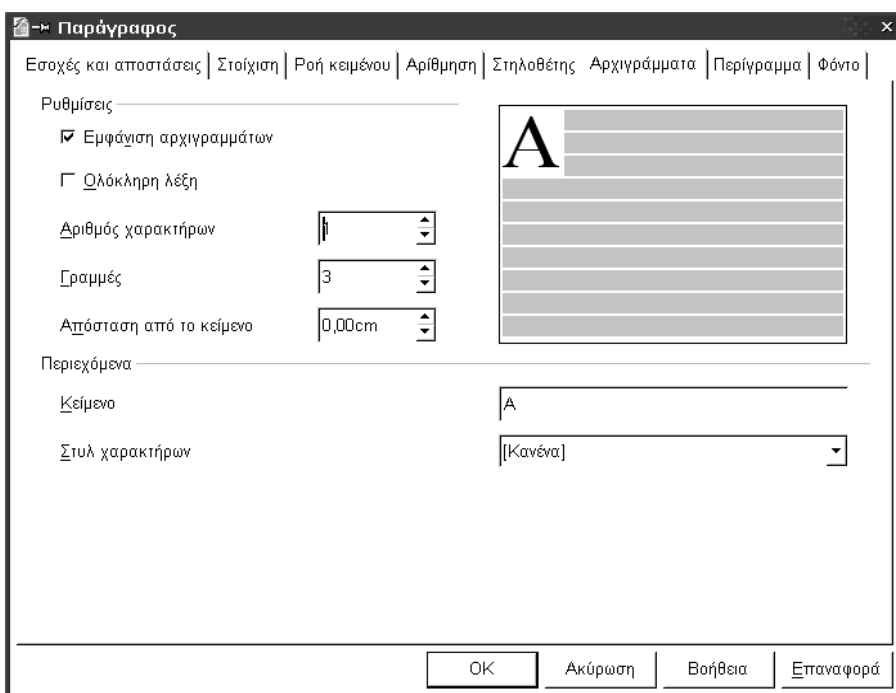 Παράγραφος
Εσοχές και αποστάσεις Στοίχιση Ροή κειμένου Αρίθμηση Στηλοθέτης Αρχιγράμματα Περίγραμμα Φόντο
Ρυθμίσεις
Εμφάνιση αρχιγραμμάτων
Ολόκληρη λέξη
Αριθμός χαρακτήρων 1
Γραμμές 3
Απόσταση από το κείμενο 0,00cm
A
Περιεχόμενα
Κείμενο A
Στυλ χαρακτήρων [Κανένα]
OK Ακύρωση Βοήθεια Επαναφορά